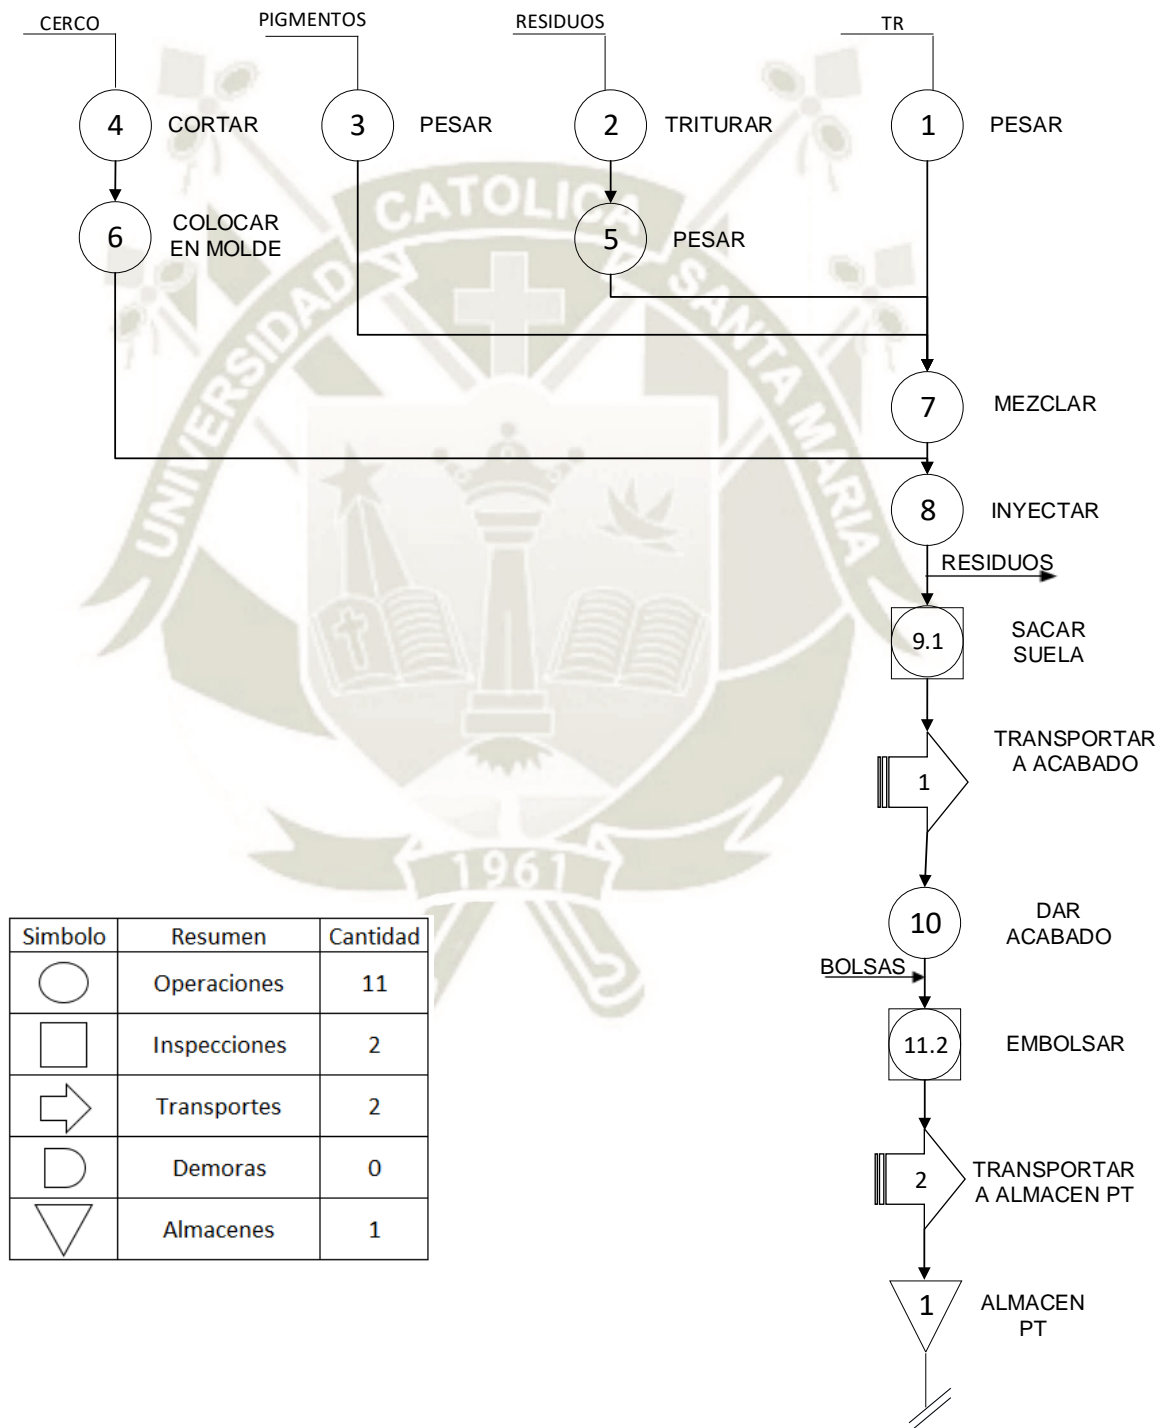 CERCO
PIGMENTOS
RESIDUOS
TR
4
CORTAR
3
PESAR
2
TRITURAR
1
PESAR
6
COLOCAR
EN MOLDE
5
PESAR
7
MEZCLAR
8
INYECTAR
RESIDUOS
9.1
SACAR
SUELA
1
TRANSPORTAR
A ACABADO
10
DAR
ACABADO
BOLSAS
11.2
EMBOLSAR
2
TRANSPORTAR
A ALMACEN PT
1
ALMACEN
PT
Simbolo Resumen Cantidad
Operaciones 11
Inspecciones 2
Transportes 2
Demoras 0
Almacenes 1
UNIVERSIDAD CATOLICA SANTA MARIA
1961